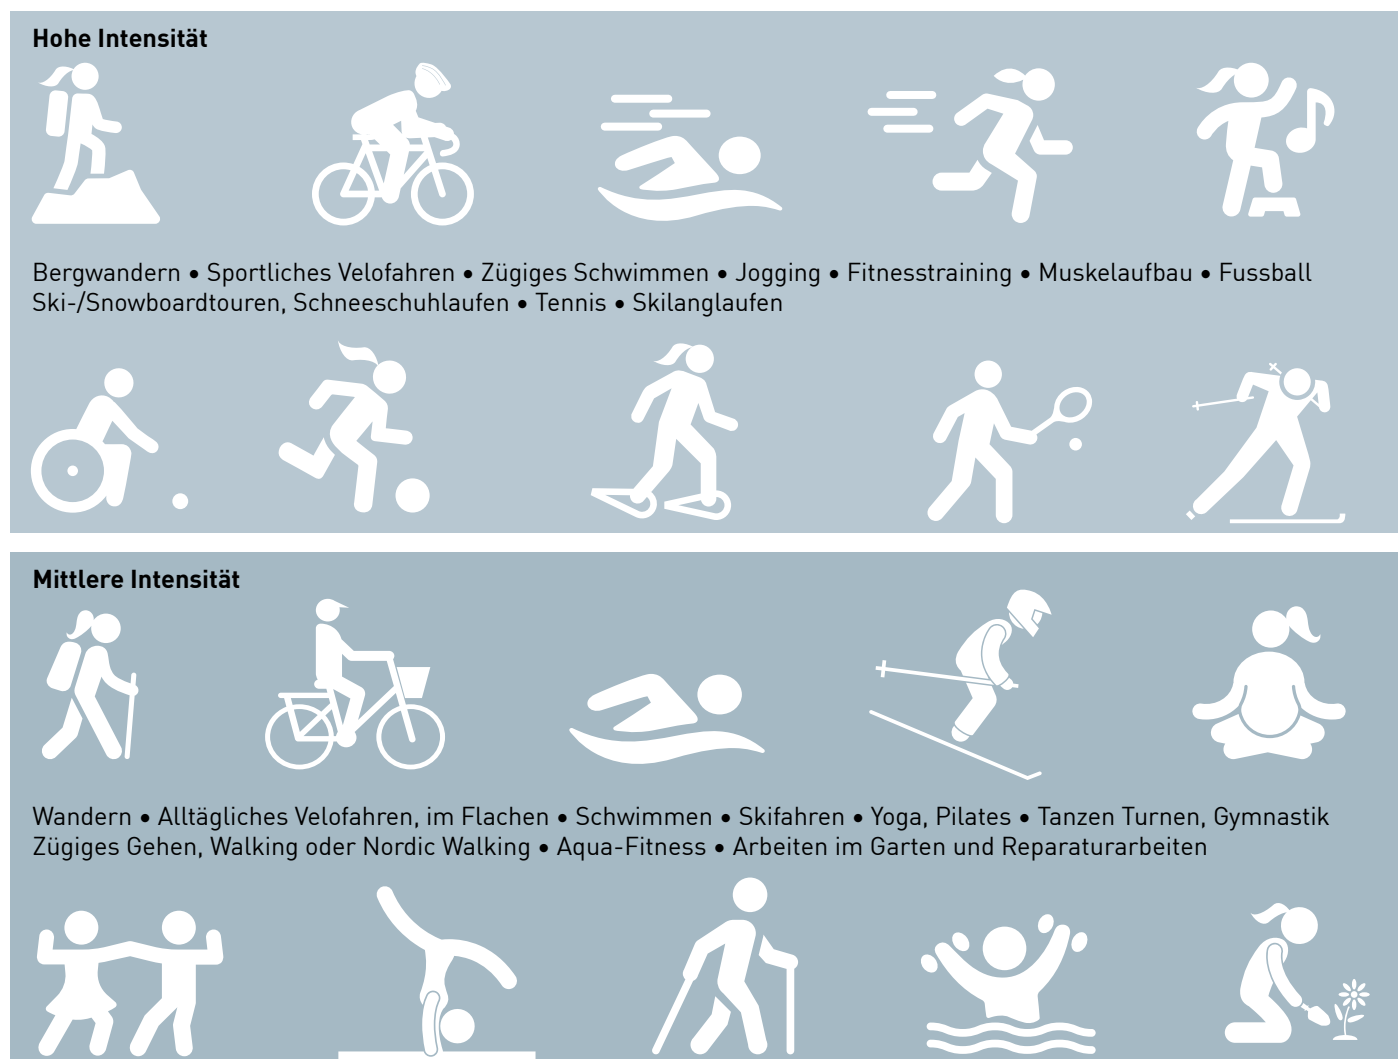 Hohe Intensität
Bergwandern • Sportliches Velofahren • Zügiges Schwimmen • Jogging • Fitnesstraining • Muskelaufbau • Fussball
Ski-/Snowboardtouren, Schneeschuhlaufen • Tennis • Skilanglaufen
Mittlere Intensität
Wandern • Alltägliches Velofahren, im Flachen • Schwimmen • Skifahren • Yoga, Pilates • Tanzen Turnen, Gymnastik
Zügiges Gehen, Walking oder Nordic Walking • Aqua-Fitness • Arbeiten im Garten und Reparaturarbeiten